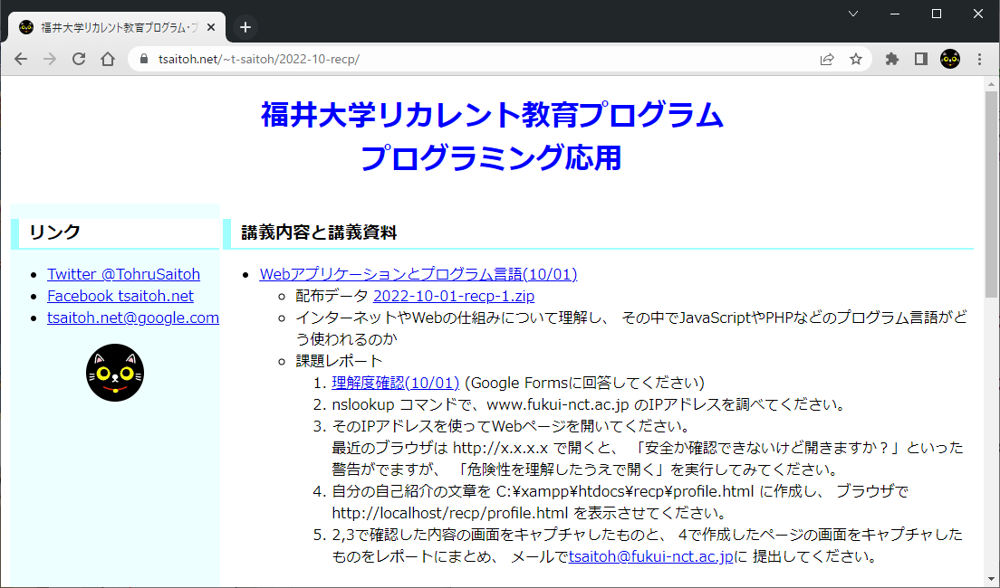 福井大学リカレント教育プログラム・プ
tsaitoh.net/~t-saitoh/2022-10-recp/
福井大学リカレント教育プログラム
プログラミング応用
リンク
Twitter @TohruSaitoh
Facebook tsaitoh.net
tsaitoh.net@google.com
講義内容と講義資料
Webアプリケーションとプログラム言語(10/01)
配布データ 2022-10-01-recp-1.zip
インターネットやWebの仕組みについて理解し、 その中でJavaScriptやPHPなどのプログラム言語がど
う使われるのか
課題レポート
1. 理解度確認(10/01) (Google Formsに回答してください)
2. nslookup コマンドで、www.fukui-nct.ac.jp のIPアドレスを調べてください。
3. そのIPアドレスを使ってWebページを開いてください。
最近のブラウザは http://x.x.x.x で開くと、 「安全か確認できないけど開きますか？」といった
警告がでますが、 「危険性を理解したうえで開く」を実行してみてください。
4. 自分の自己紹介の文章を C:¥xampp¥htdocs¥recp¥profile.html に作成し、 ブラウザで
http://localhost/recp/profile.html を表示させてください。
5. 2,3で確認した内容の画面をキャプチャしたものと、 4で作成したページの画面をキャプチャした
ものをレポートにまとめ、 メールでtsaitoh@fukui-nct.ac.jpに 提出してください。